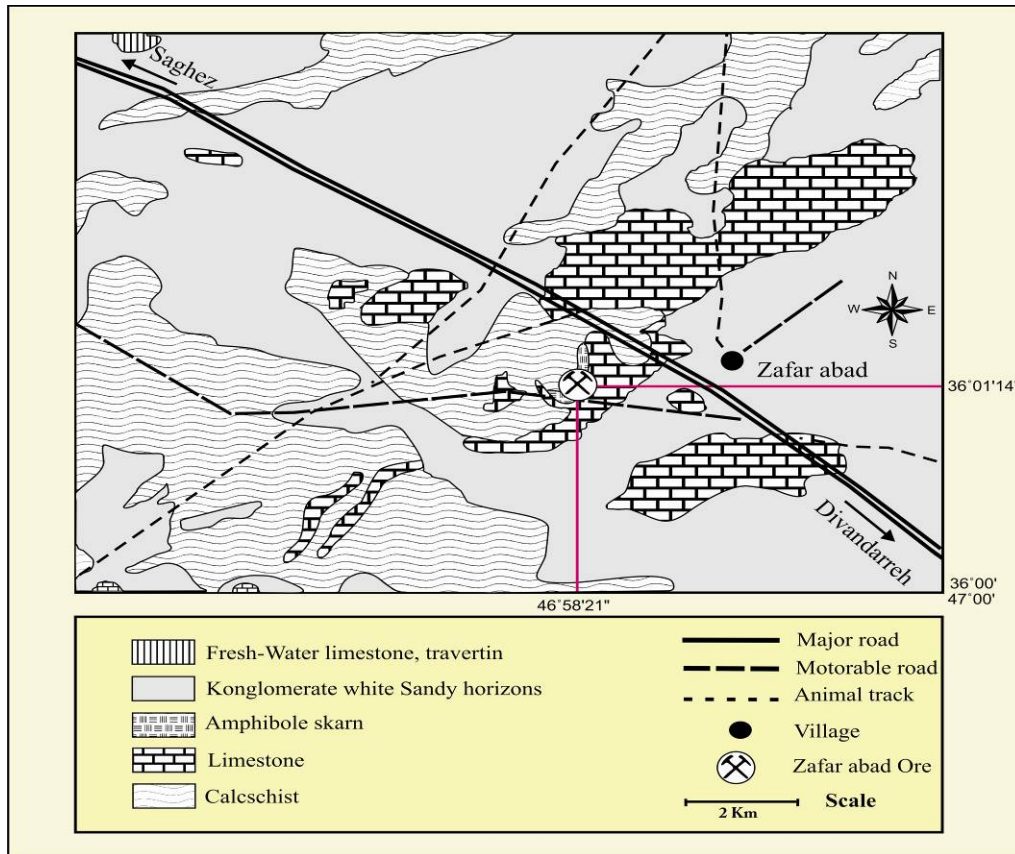 Saghez
N
W E
S
Zafar abad
36°01'14"
Divandarreh
36°00'
47°00'
46°58'21"
Fresh-Water limestone, travertin
Konglomerate white Sandy horizons
Amphibole skarn
Limestone
Calcschist
Major road
Motorable road
Animal track
Village
Zafar abad Ore
2 Km Scale